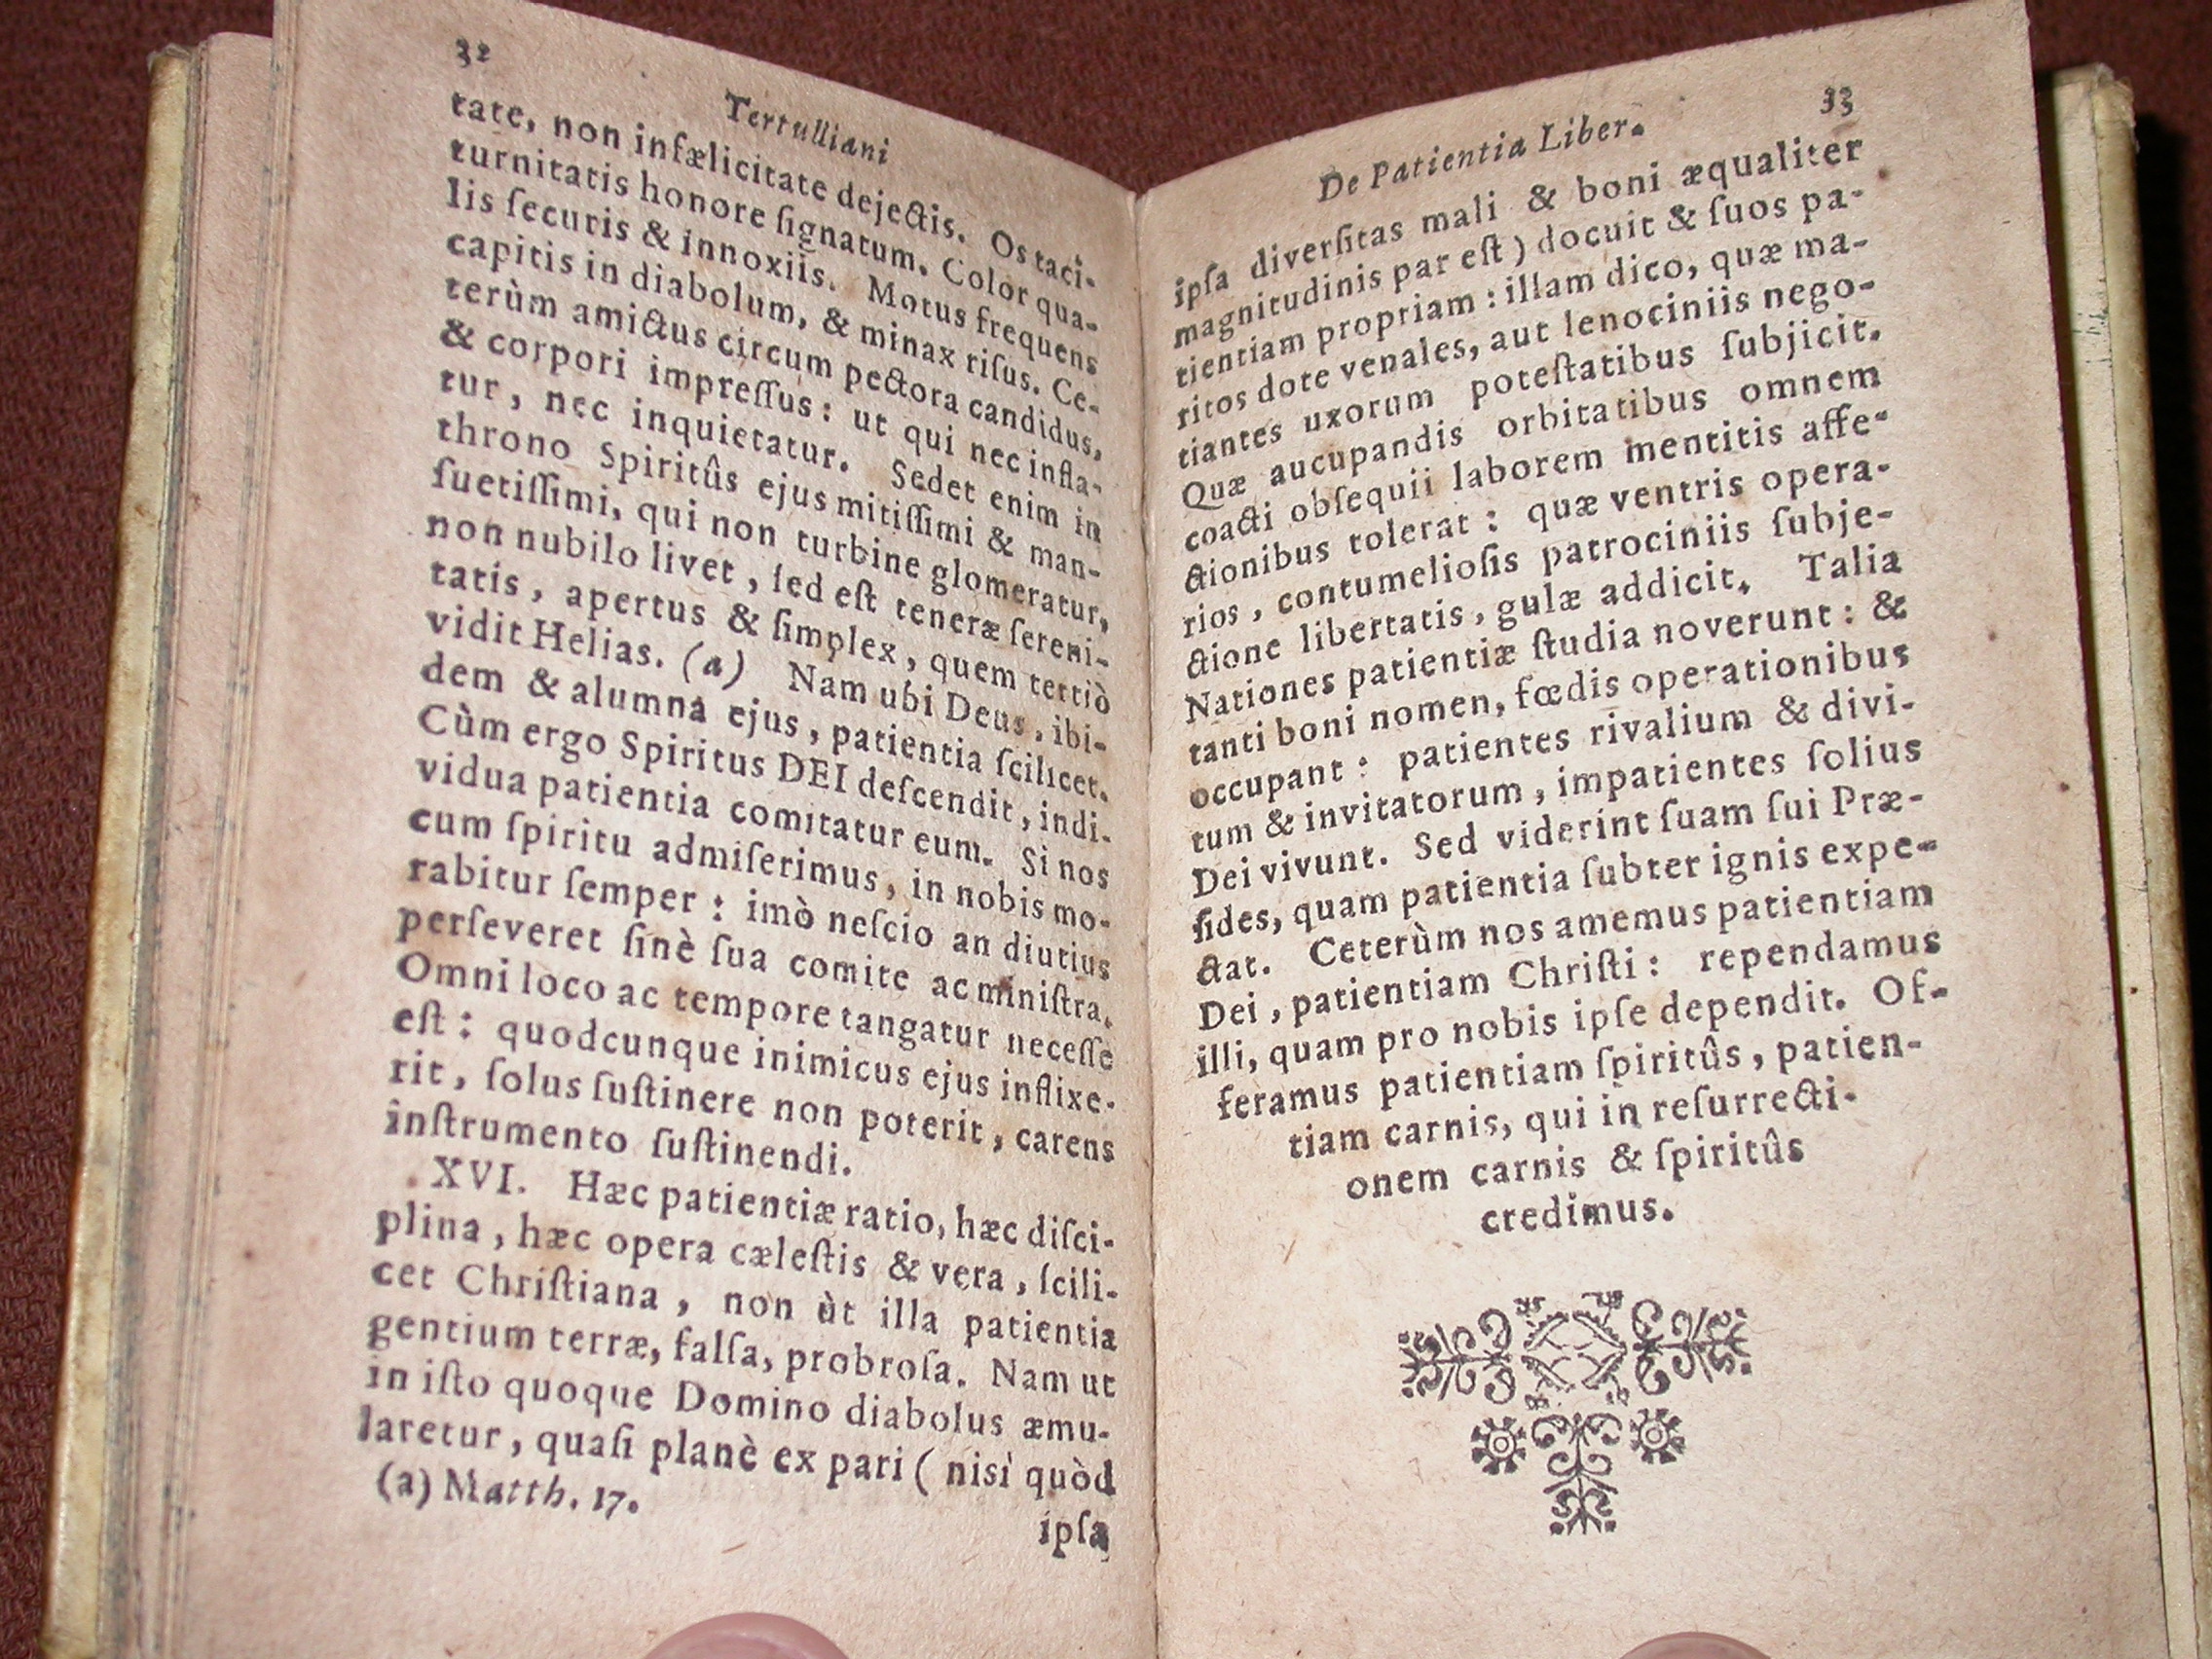 32
Tertulliani
tate, non infælicitate dejectis. Os taci-
turnitatis honore ſignatum. Color qua-
lis ſecuris & innoxiis. Motus frequens
capitis in diabolum, & minax riſus. Ce-
terùm amictus circum pectora candidus,
& corpori impreſſus: ut qui nec infla-
tur, nec inquietatur. Sedet enim in
throno Spiritûs ejus mitiſſimi & man-
ſuetiſſimi, qui non turbine glomeratur,
non nubilo livet, ſed eſt teneræ ſereni-
tatis, apertus & ſimplex, quem tertiò
vidit Helias. (a) Nam ubi Deus, ibi-
dem & alumna ejus, patientia ſcilicet.
Cùm ergo Spiritus DEI deſcendit, indi-
vidua patientia comitatur eum. Si nos
cum ſpiritu admiſerimus, in nobis mo-
rabitur ſemper: imò neſcio an diutius
perſeveret ſinè ſua comite ac miniſtra.
Omni loco ac tempore tangatur neceſſe
eſt: quodcunque inimicus ejus inflixe-
rit, ſolus ſuſtinere non poterit, carens
inſtrumento ſuſtinendi.
XVI. Hæc patientiæ ratio, hæc diſci-
plina, hæc opera cæleſtis & vera, ſcili-
cet Chriſtiana, non ùt illa patientia
gentium terræ, falſa, probroſa. Nam ut
in iſto quoque Domino diabolus æmu-
laretur, quaſi planè ex pari ( nisi quòd
(a) Matth. 17.
ipſa
De Patientia Liber.
33
ipſa diverſitas mali & boni æqualiter
magnitudinis par eſt) docuit & ſuos pa-
tientiam propriam: illam dico, quæ ma-
ritos dote venales, aut lenociniis nego-
tiantes uxorum poteſtatibus ſubjicit.
Quæ aucupandis orbitatibus omnem
coacti obſequii laborem mentitis affe-
ctionibus tolerat: quæ ventris opera-
rios, contumelioſis patrociniis ſubje-
ctione libertatis, gulæ addicit. Talia
Nationes patientiæ ſtudia noverunt: &
tanti boni nomen, fœdis operationibus
occupant: patientes rivalium & divi-
tum & invitatorum, impatientes ſolius
Dei vivunt. Sed viderint ſuam ſui Præ-
ſides, quam patientia ſubter ignis expe-
ctat. Ceterùm nos amemus patientiam
Dei, patientiam Chriſti: rependamus
illi, quam pro nobis ipſe dependit. Of-
feramus patientiam ſpiritûs, patien-
tiam carnis, qui in reſurrecti-
onem carnis & ſpiritûs
credimus.